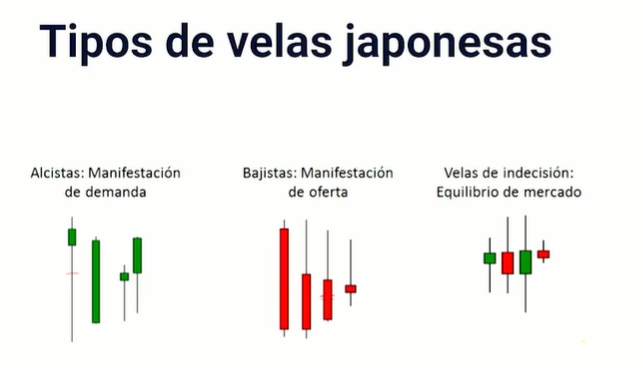 Tipos de velas japonesas
Alcistas: Manifestación
de demanda
Bajistas: Manifestación
de oferta
Velas de indecisión:
Equilibrio de mercado